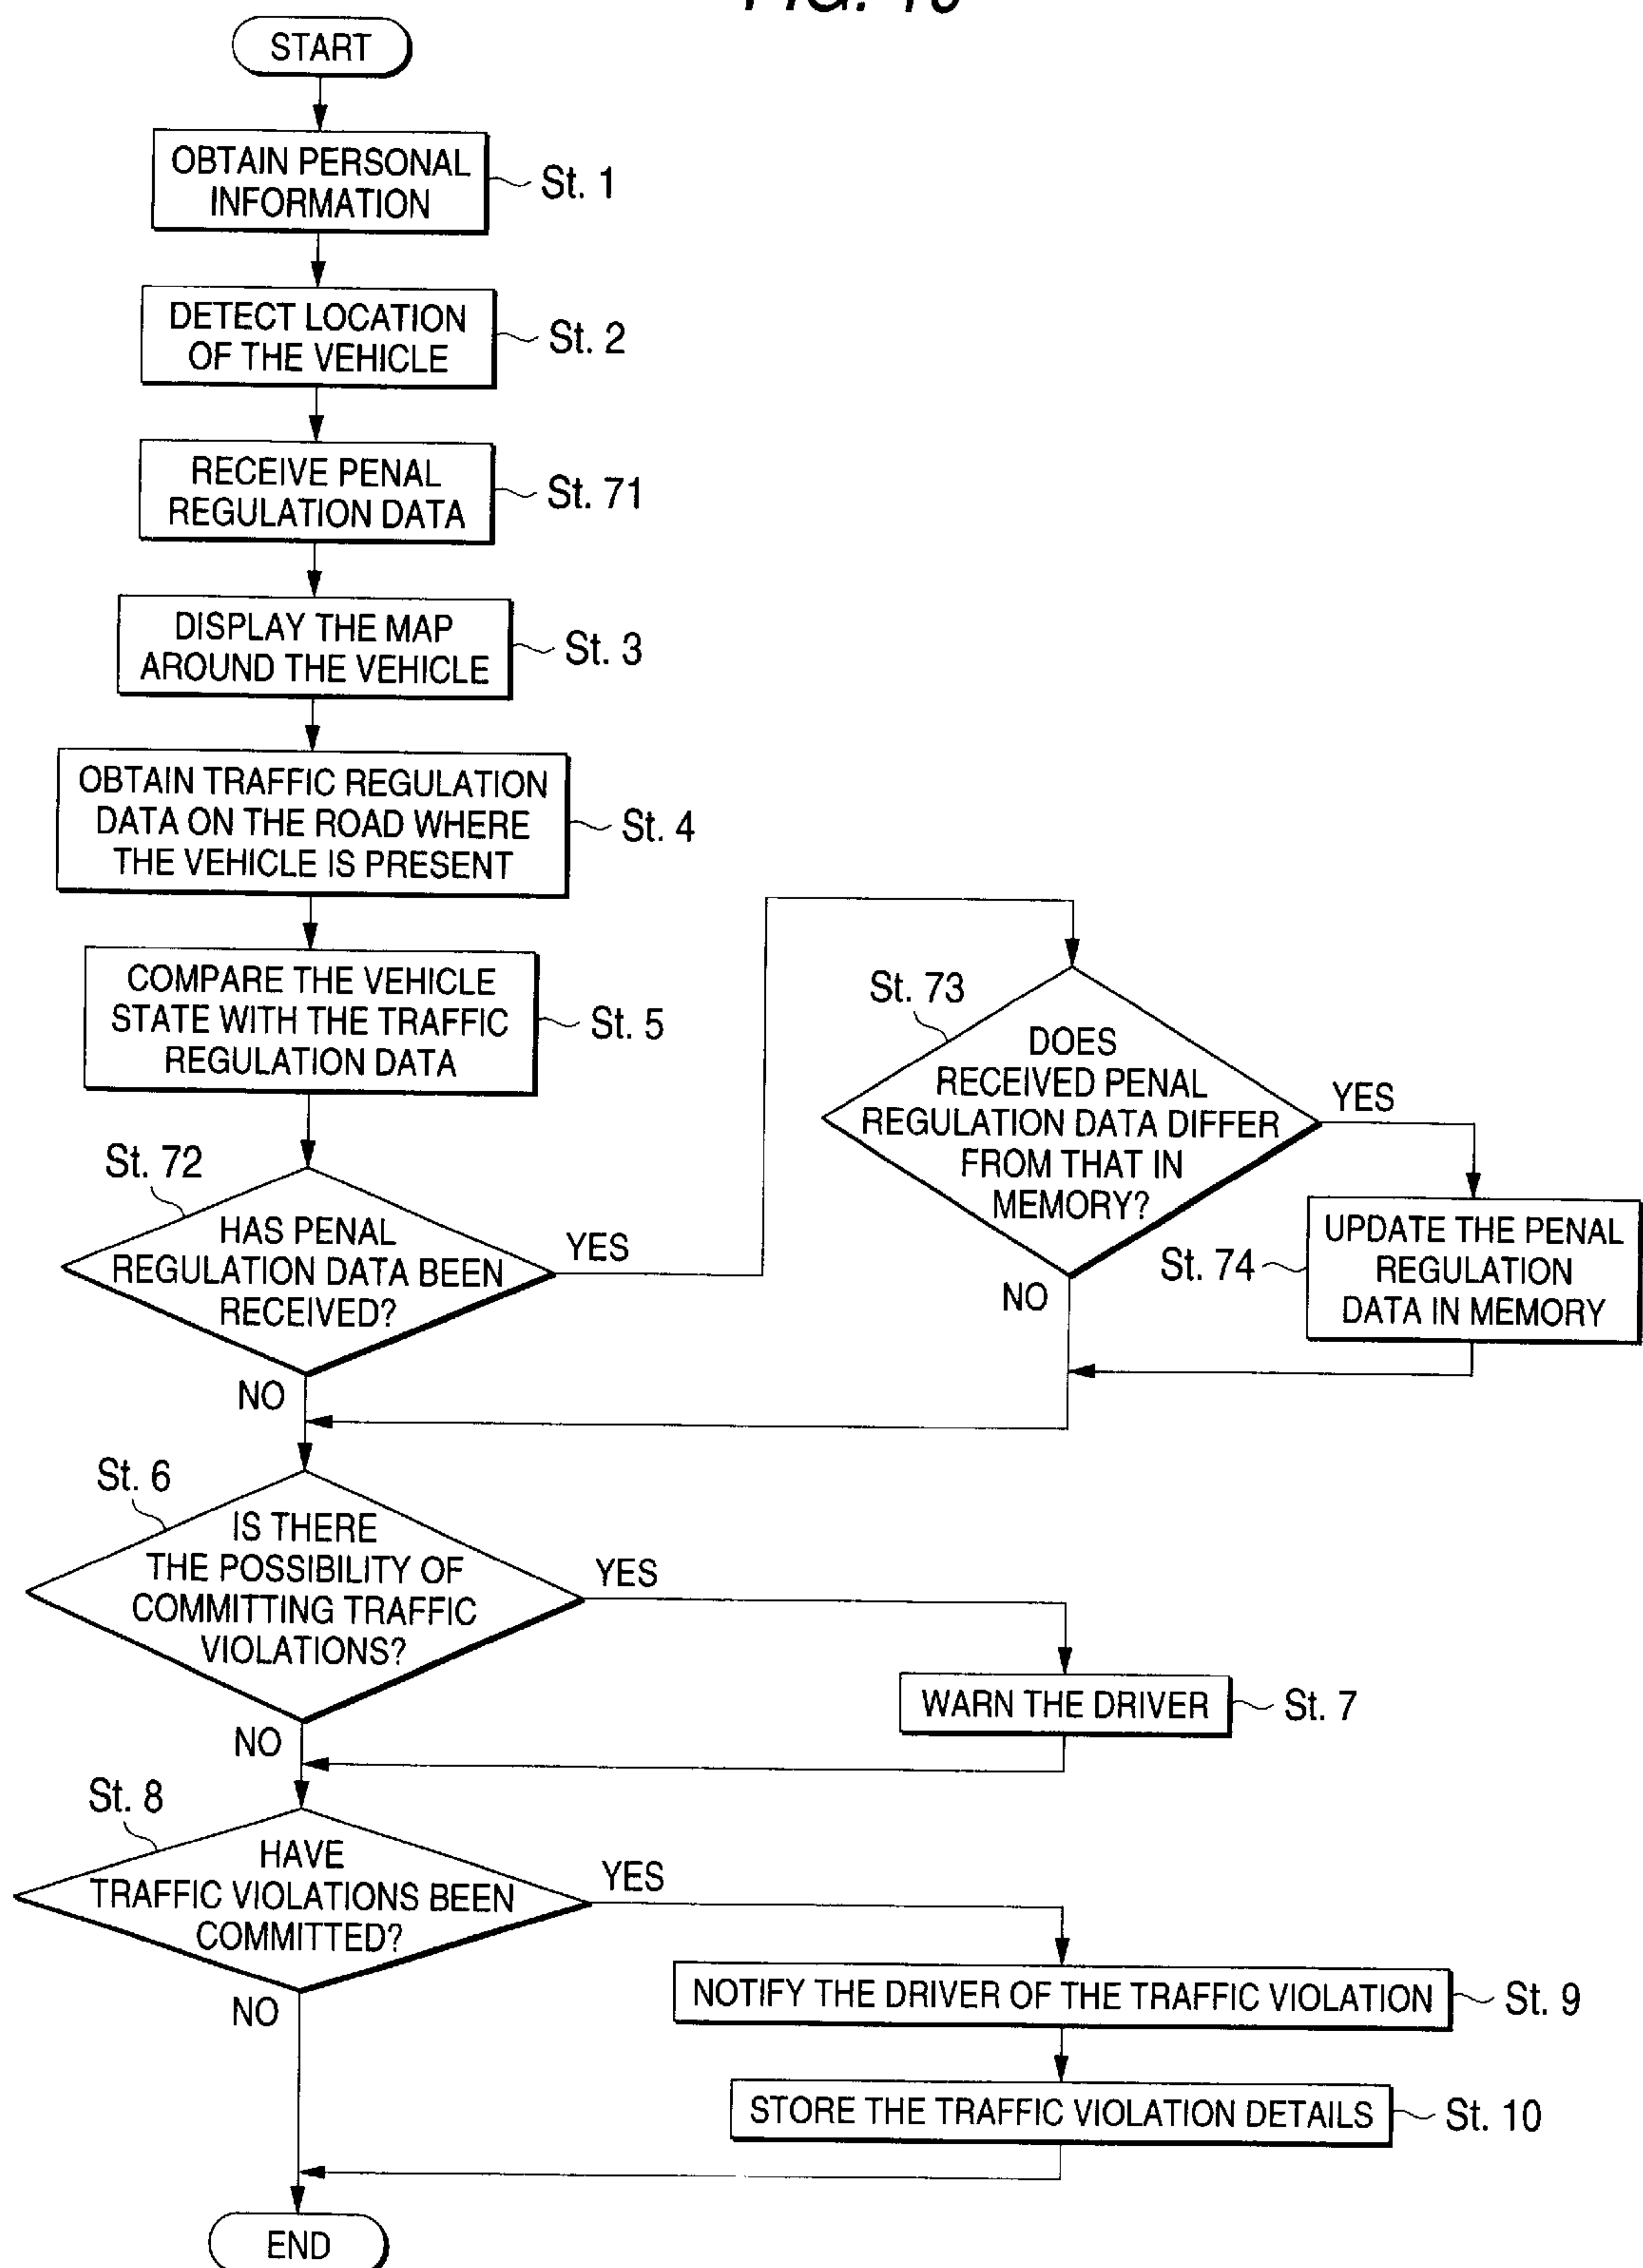 FIG.
START
OBTAIN PERSONAL
INFORMATION
St. 1
DETECT LOCATION
OF THE VEHICLE
St. 2
RECEIVE PENAL
REGULATION DATA
St. 71
DISPLAY THE MAP
AROUND THE VEHICLE
St. 3
OBTAIN TRAFFIC REGULATION
DATA ON THE ROAD WHERE
THE VEHICLE IS PRESENT
St. 4
COMPARE THE VEHICLE
STATE WITH THE TRAFFIC
REGULATION DATA
St. 5
St. 72
HAS PENAL
REGULATION DATA BEEN
RECEIVED?
YES
NO
St. 73
DOES
RECEIVED PENAL
REGULATION DATA DIFFER
FROM THAT IN
MEMORY?
YES
NO
St. 74
UPDATE THE PENAL
REGULATION
DATA IN MEMORY
St. 6
IS THERE
THE POSSIBILITY OF
COMMITTING TRAFFIC
VIOLATIONS?
YES
NO
WARN THE DRIVER
St. 7
St. 8
HAVE
TRAFFIC VIOLATIONS BEEN
COMMITTED?
YES
NO
NOTIFY THE DRIVER OF THE TRAFFIC VIOLATION
St. 9
STORE THE TRAFFIC VIOLATION DETAILS
St. 10
END